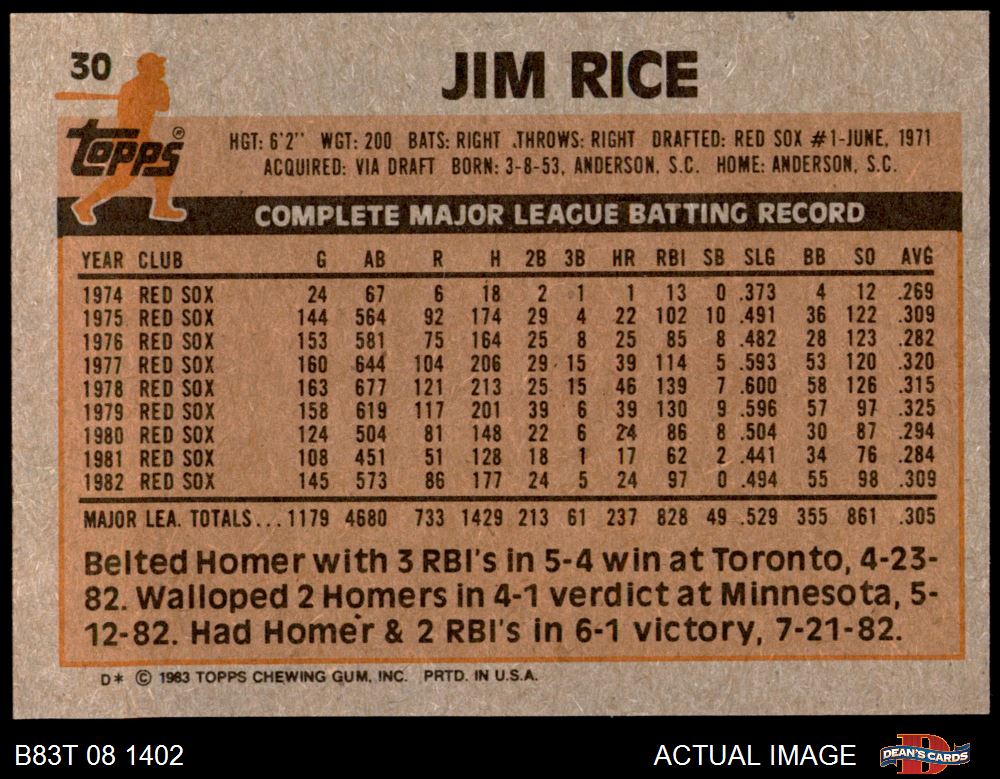 30
JIM RICE
Topps®
HGT: 6'2" WGT: 200 BATS: RIGHT THROWS: RIGHT DRAFTED: RED SOX #1-JUNE, 1971
ACQUIRED: VIA DRAFT BORN: 3-8-53, ANDERSON, S.C. HOME: ANDERSON, S.C.
COMPLETE MAJOR LEAGUE BATTING RECORD
YEAR CLUB G AB R H 2B 3B HR RBI SB SLG BB SO AVG
1974 RED SOX 24 67 6 18 2 1 1 13 0 .373 4 12 .269
1975 RED SOX 144 564 92 174 29 4 22 102 10 .491 36 122 .309
1976 RED SOX 153 581 75 164 25 8 25 85 8 .482 28 123 .282
1977 RED SOX 160 644 104 206 29 15 39 114 5 .593 53 120 .320
1978 RED SOX 163 677 121 213 25 15 46 139 7 .600 58 126 .315
1979 RED SOX 158 619 117 201 39 6 39 130 9 .596 57 97 .325
1980 RED SOX 124 504 81 148 22 6 24 86 8 .504 30 87 .294
1981 RED SOX 108 451 51 128 18 1 17 62 2 .441 34 76 .284
1982 RED SOX 145 573 86 177 24 5 24 97 0 .494 55 98 .309
MAJOR LEA. TOTALS... 1179 4680 733 1429 213 61 237 828 49 .529 355 861 .305
Belted Homer with 3 RBI's in 5-4 win at Toronto, 4-23-
82. Walloped 2 Homers in 4-1 verdict at Minnesota, 5-
12-82. Had Homer & 2 RBI's in 6-1 victory, 7-21-82.
D* © 1983 TOPPS CHEWING GUM, INC. PRTD. IN U.S.A.
B83T 08 1402 ACTUAL IMAGE D DEAN'S CARDS